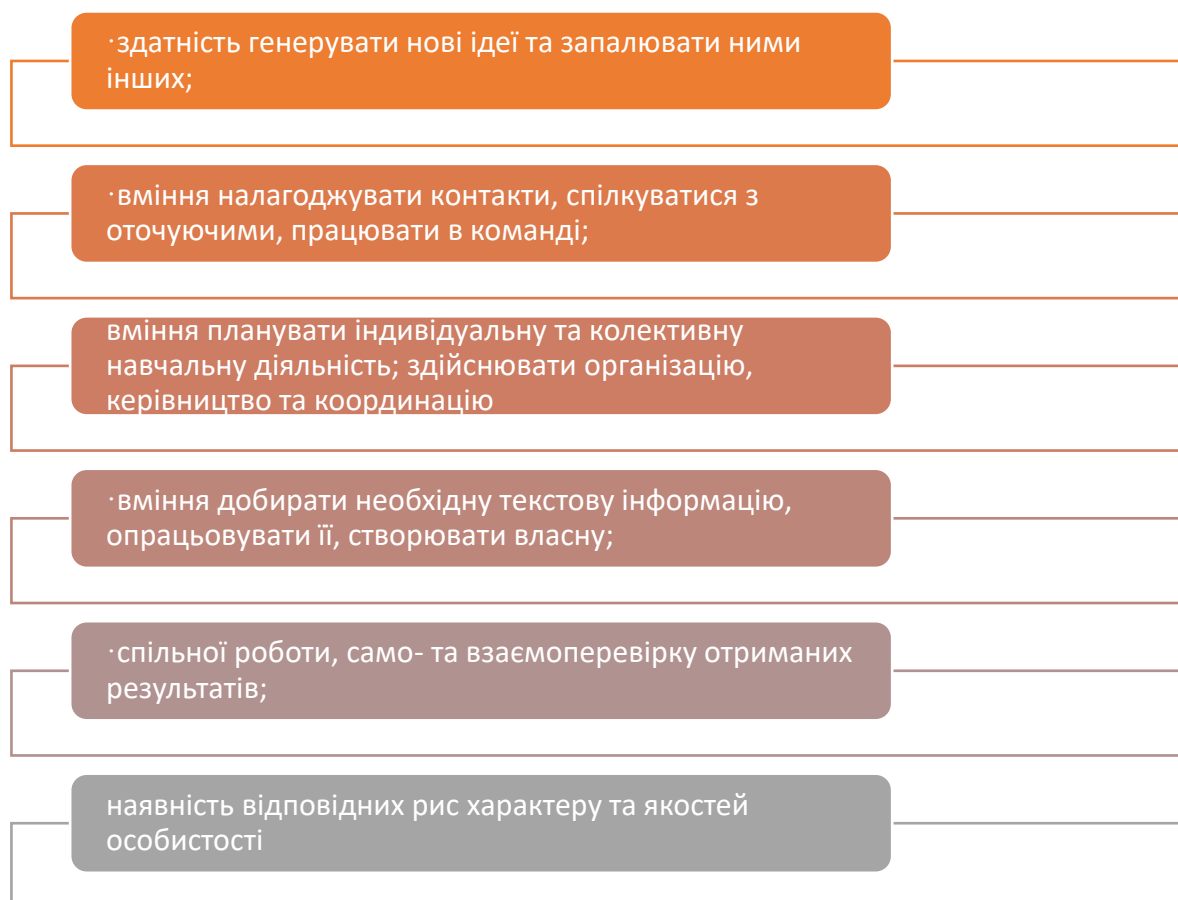 ·здатність генерувати нові ідеї та запалювати ними
інших;
·вміння налагоджувати контакти, спілкуватися з
оточуючими, працювати в команді;
вміння планувати індивідуальну та колективну
навчальну діяльність; здійснювати організацію,
керівництво та координацію
·вміння добирати необхідну текстову інформацію,
опрацьовувати її, створювати власну;
·спільної роботи, само- та взаємоперевірку отриманих
результатів;
наявність відповідних рис характеру та якостей
особистості